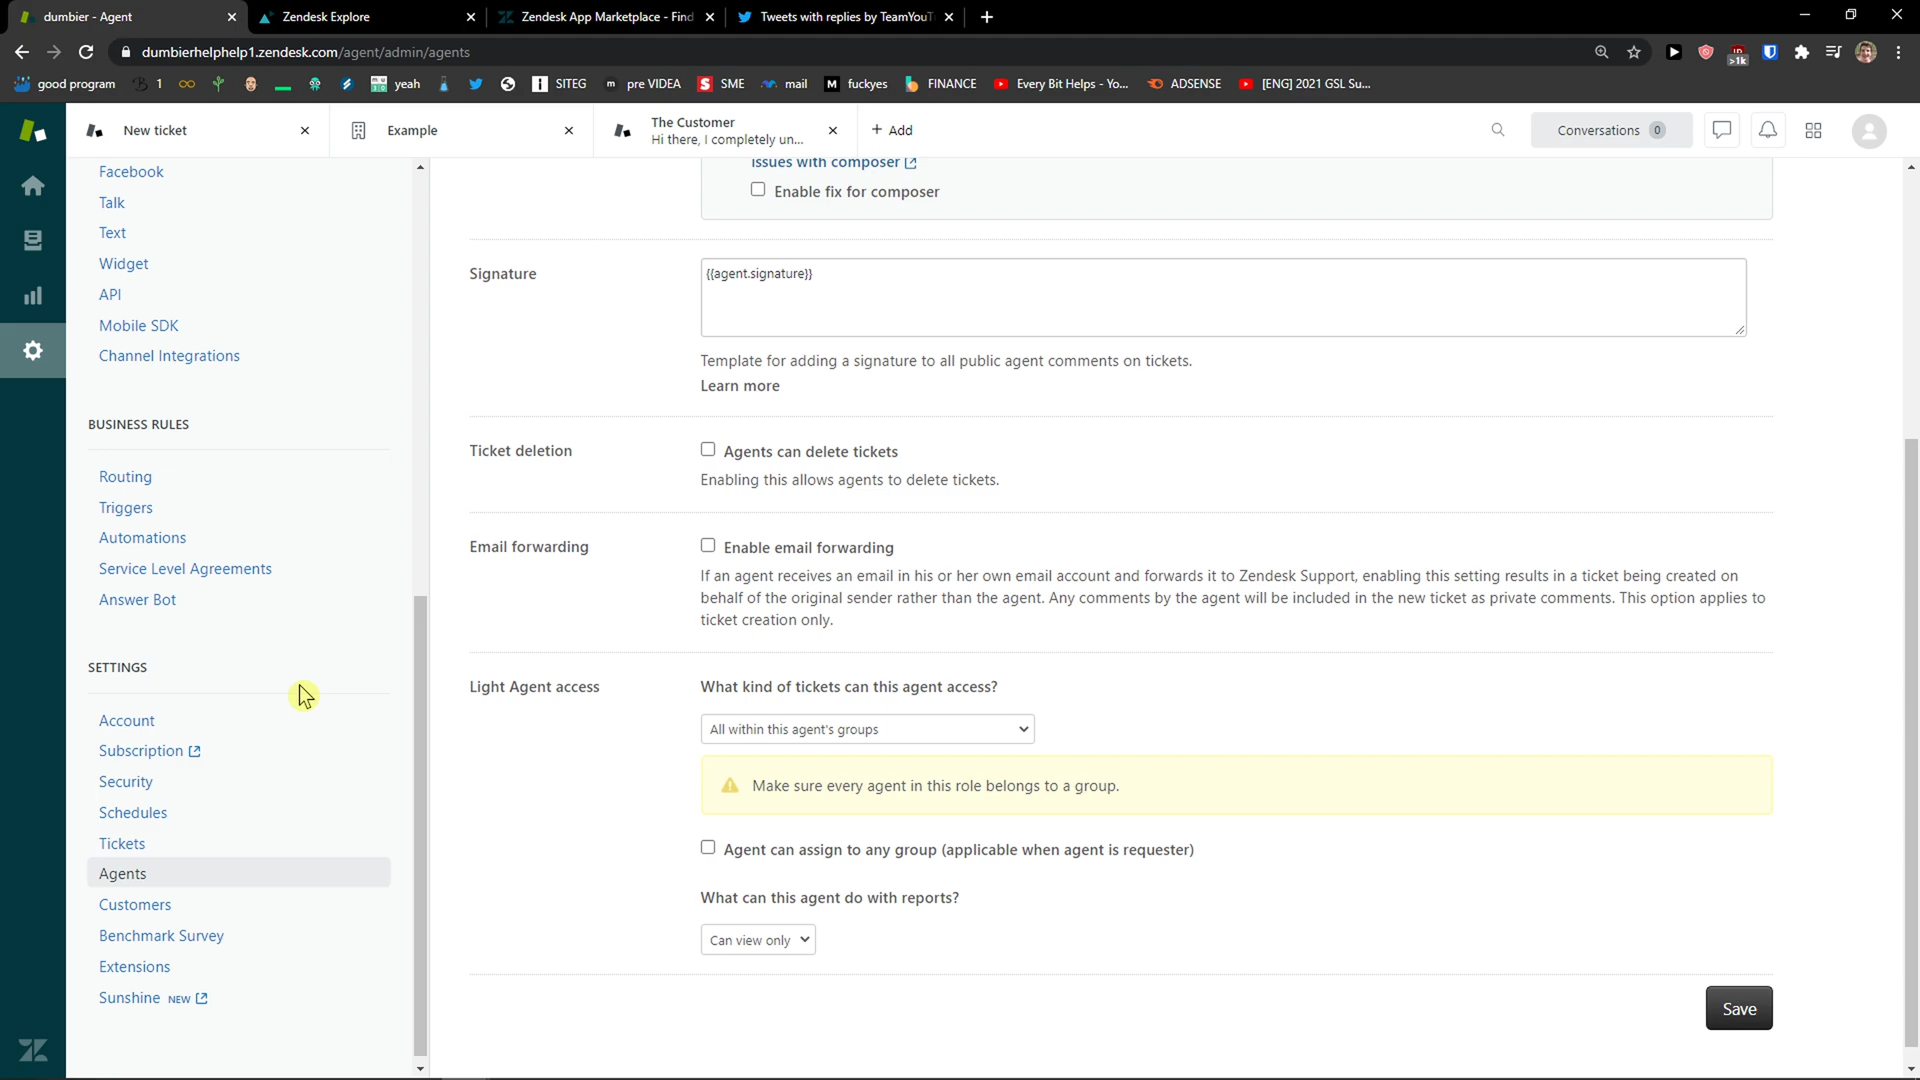 dumbier - Agent
Zendesk Explore
Zendesk App Marketplace - Find
Tweets with replies by TeamYouT
dumbierhelphelp1.zendesk.com/agent/admin/agents
>1k
good program
1
yeah
SITEG
pre VIDEA
SME
mail
fuckyes
FINANCE
Every Bit Helps - Yo...
ADSENSE
[ENG] 2021 GSL Su...
New ticket
Example
The Customer
Hi there, I completely un...
+ Add
Conversations 0
Facebook
Talk
Text
Widget
API
Mobile SDK
Channel Integrations
BUSINESS RULES
Routing
Triggers
Automations
Service Level Agreements
Answer Bot
SETTINGS
Account
Subscription
Security
Schedules
Tickets
Agents
Customers
Benchmark Survey
Extensions
Sunshine NEW
issues with composer
Enable fix for composer
Signature
{{agent.signature}}
Template for adding a signature to all public agent comments on tickets.
Learn more
Ticket deletion
Agents can delete tickets
Enabling this allows agents to delete tickets.
Email forwarding
Enable email forwarding
If an agent receives an email in his or her own email account and forwards it to Zendesk Support, enabling this setting results in a ticket being created on
behalf of the original sender rather than the agent. Any comments by the agent will be included in the new ticket as private comments. This option applies to
ticket creation only.
Light Agent access
What kind of tickets can this agent access?
All within this agent's groups
Make sure every agent in this role belongs to a group.
Agent can assign to any group (applicable when agent is requester)
What can this agent do with reports?
Can view only
Save